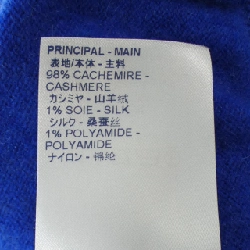 PRINCIPAL - MAIN
表地/本体 - 主料
98% CACHEMIRE -
CASHMERE
カシミヤ - 山羊绒
1% SOIE - SILK
シルク - 桑蚕丝
1% POLYAMIDE -
POLYAMIDE
ナイロン - 锦纶